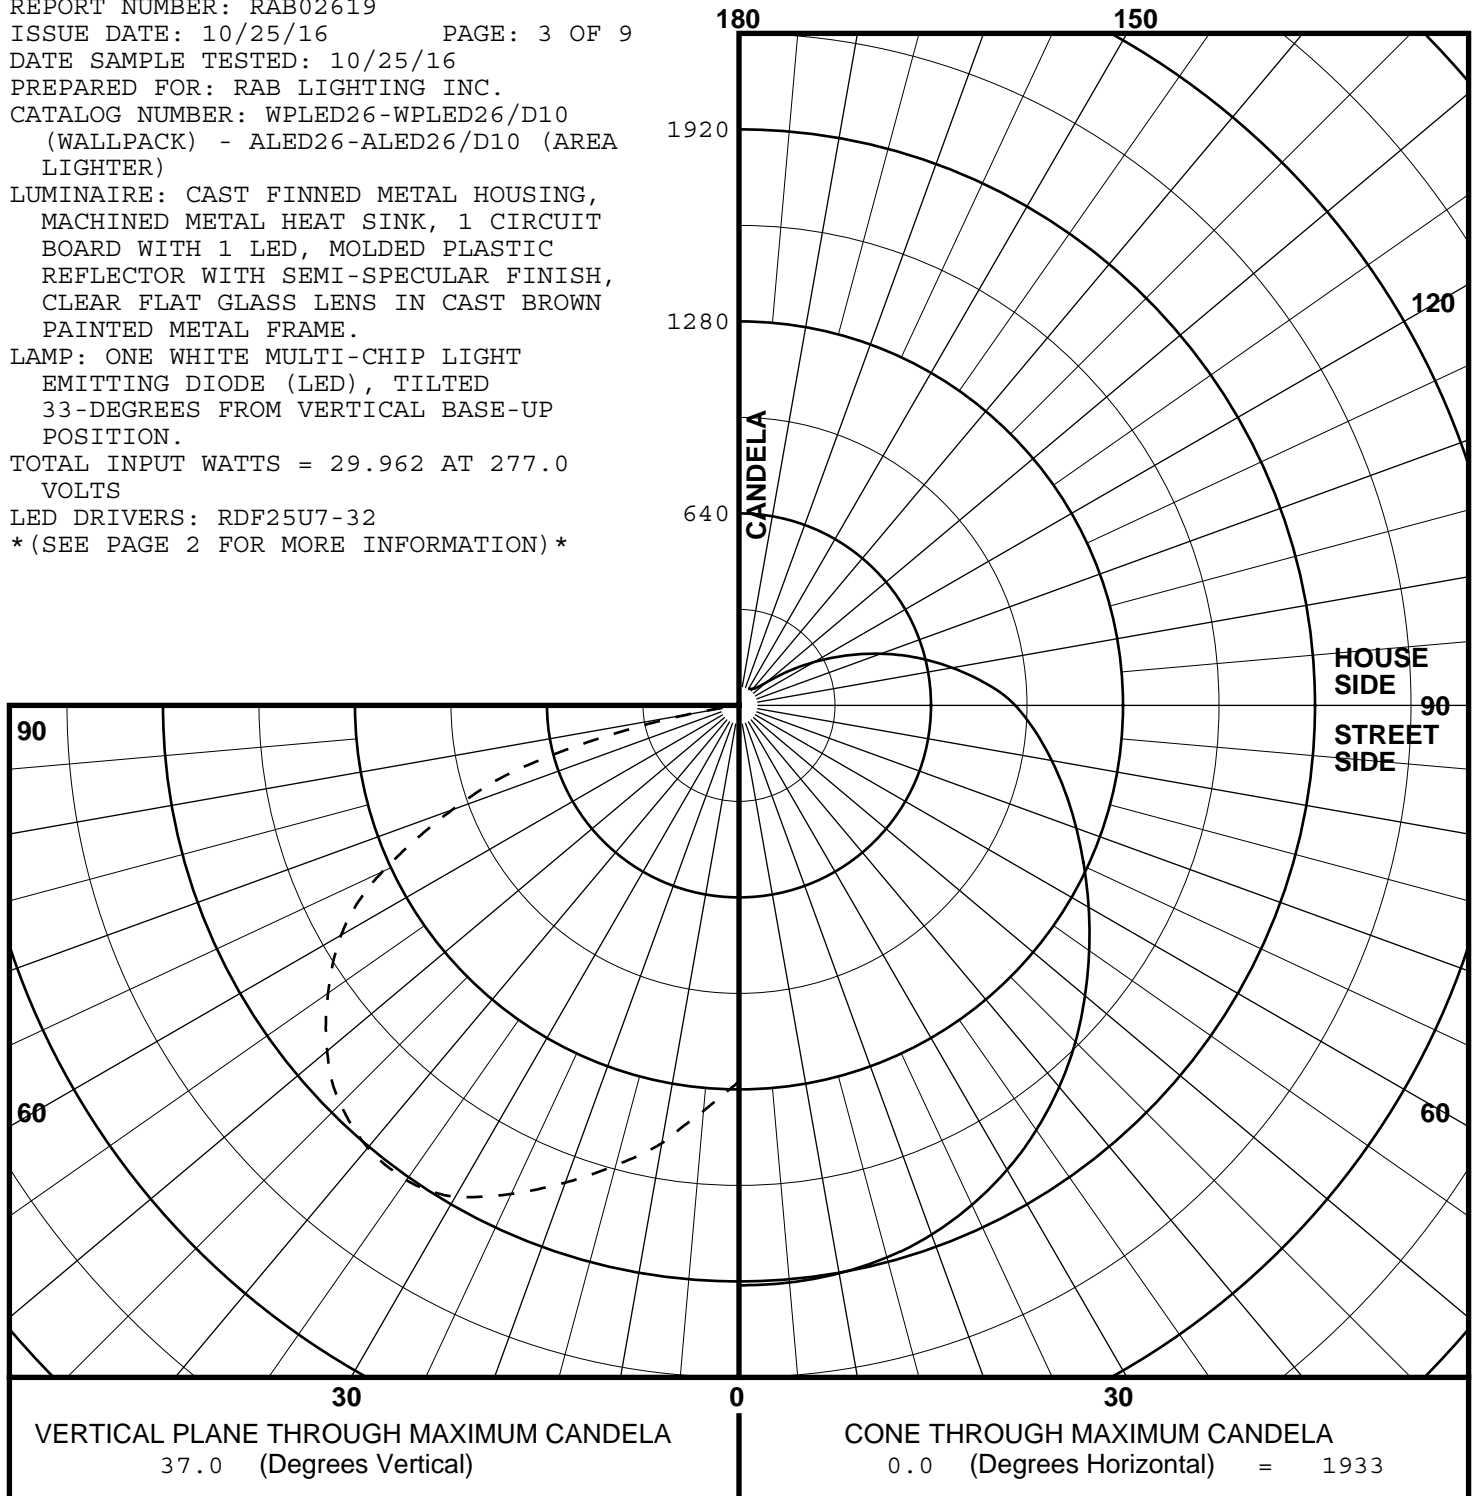 REPORT NUMBER: RAB02619
ISSUE DATE: 10/25/16 PAGE: 3 OF 9
DATE SAMPLE TESTED: 10/25/16
PREPARED FOR: RAB LIGHTING INC.
CATALOG NUMBER: WPLED26-WPLED26/D10
(WALLPACK) - ALED26-ALED26/D10 (AREA
LIGHTER)
LUMINAIRE: CAST FINNED METAL HOUSING,
MACHINED METAL HEAT SINK, 1 CIRCUIT
BOARD WITH 1 LED, MOLDED PLASTIC
REFLECTOR WITH SEMI-SPECULAR FINISH,
CLEAR FLAT GLASS LENS IN CAST BROWN
PAINTED METAL FRAME.
LAMP: ONE WHITE MULTI-CHIP LIGHT
EMITTING DIODE (LED), TILTED
33-DEGREES FROM VERTICAL BASE-UP
POSITION.
TOTAL INPUT WATTS = 29.962 AT 277.0
VOLTS
LED DRIVERS: RDF25U7-32
*(SEE PAGE 2 FOR MORE INFORMATION)*
180
150
1920
120
1280
CANDELA
640
HOUSE
SIDE
90
90
STREET
SIDE
60
60
30
0
30
VERTICAL PLANE THROUGH MAXIMUM CANDELA
37.0 (Degrees Vertical)
CONE THROUGH MAXIMUM CANDELA
0.0 (Degrees Horizontal) = 1933